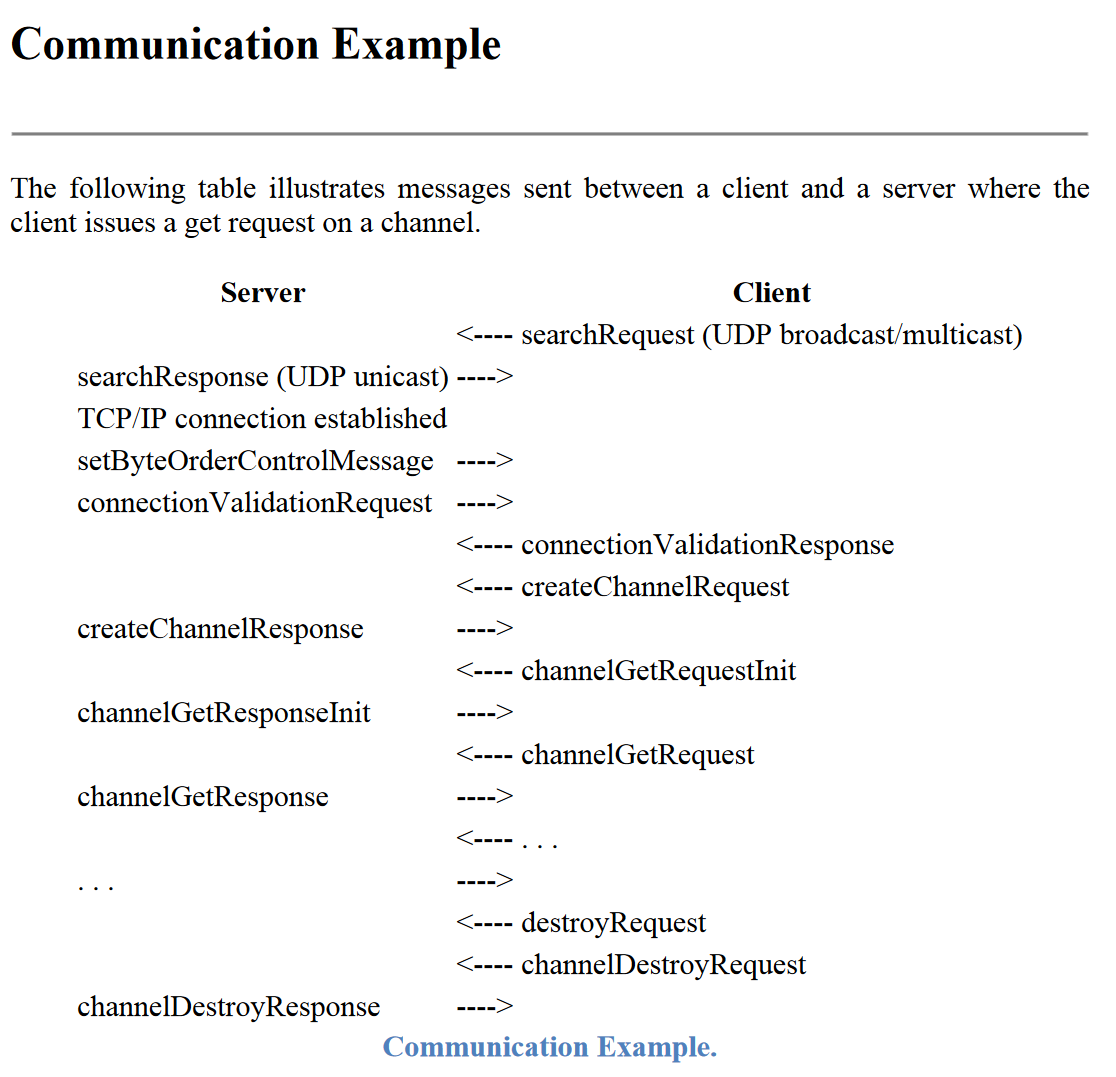 Communication Example
The following table illustrates messages sent between a client and a server where the
client issues a get request on a channel.
Server Client
<---- searchRequest (UDP broadcast/multicast)
searchResponse (UDP unicast) ---->
TCP/IP connection established
setByteOrderControlMessage ---->
connectionValidationRequest ---->
<---- connectionValidationResponse
<---- createChannelRequest
createChannelResponse ---->
<---- channelGetRequestInit
channelGetResponseInit ---->
<---- channelGetRequest
channelGetResponse ---->
<---- . . .
. . . ---->
<---- destroyRequest
<---- channelDestroyRequest
channelDestroyResponse ---->
Communication Example.